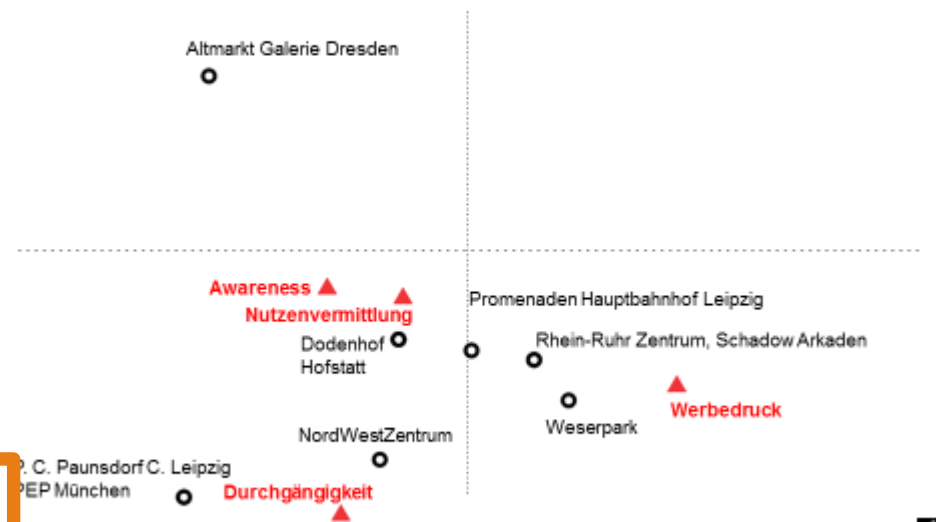 Altmarkt Galerie Dresden
Awareness
Nutzenvermittlung
Promenaden Hauptbahnhof Leipzig
Dodenhof
Hofstatt
Rhein-Ruhr Zentrum, Schadow Arkaden
Werbedruck
Weserpark
NordWestZentrum
P. C. Paunsdorf C. Leipzig
PEP München
Durchgängigkeit